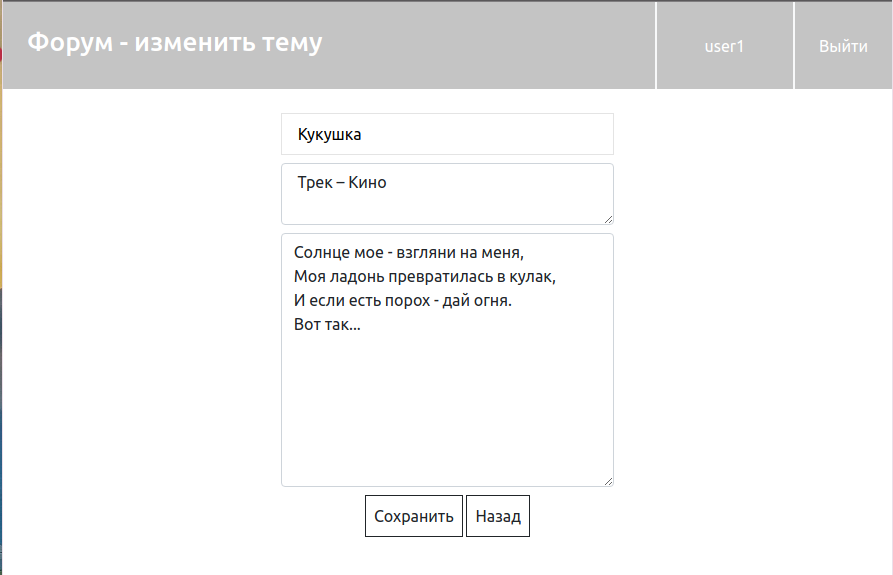 Форум - изменить тему
user1
Выйти
Кукушка
Трек – Кино
Солнце мое - взгляни на меня,
Моя ладонь превратилась в кулак,
И если есть порох - дай огня.
Вот так...
Сохранить
Назад